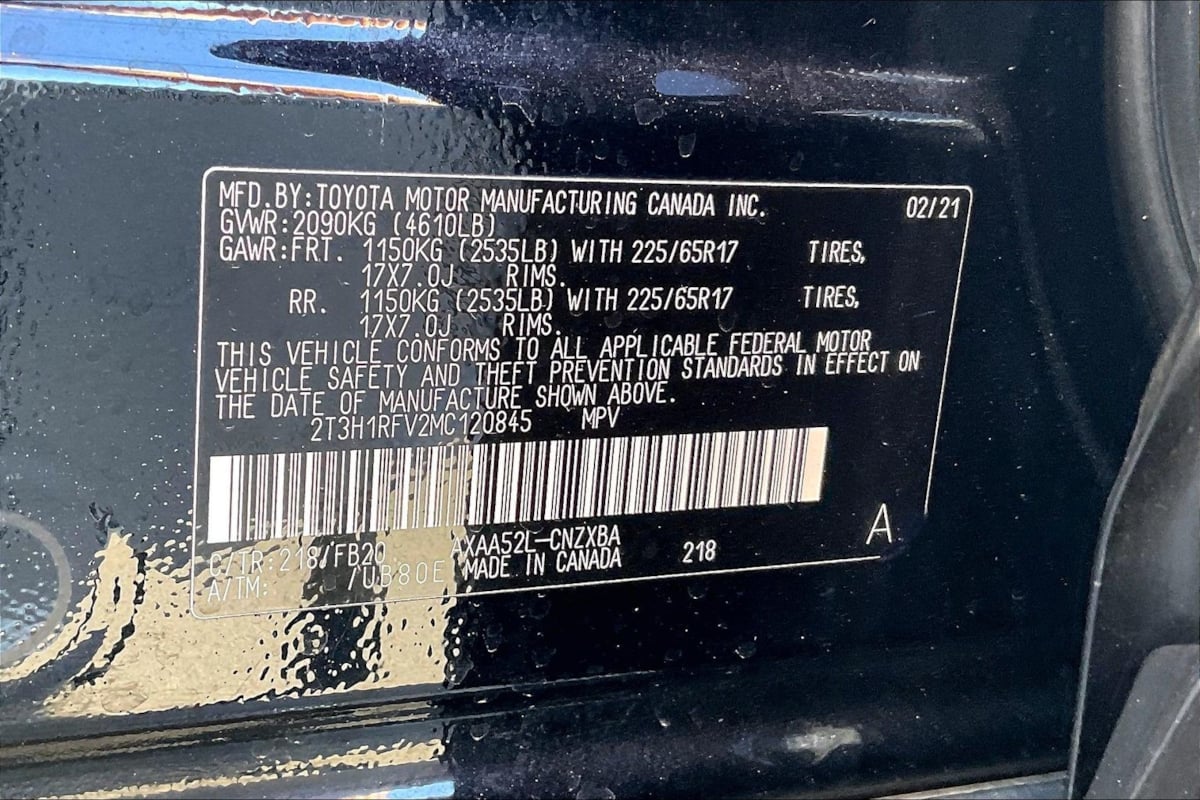 MFD.BY:TOYOTA MOTOR MANUFACTURING CANADA INC. 02/21
GVWR:2090KG (4610LB)
GAWR:FRT. 1150KG (2535LB) WITH 225/65R17 TIRES,
17X7.0J RIMS.
RR. 1150KG (2535LB) WITH 225/65R17 TIRES,
17X7.0J RIMS.
THIS VEHICLE CONFORMS TO ALL APPLICABLE FEDERAL MOTOR
VEHICLE SAFETY AND THEFT PREVENTION STANDARDS IN EFFECT ON
THE DATE OF MANUFACTURE SHOWN ABOVE.
2T3H1RFV2MC120845 MPV
C/TR:218/FB20 AXAA52L-CNZXBA 218 A
A/TM: /UB80E MADE IN CANADA